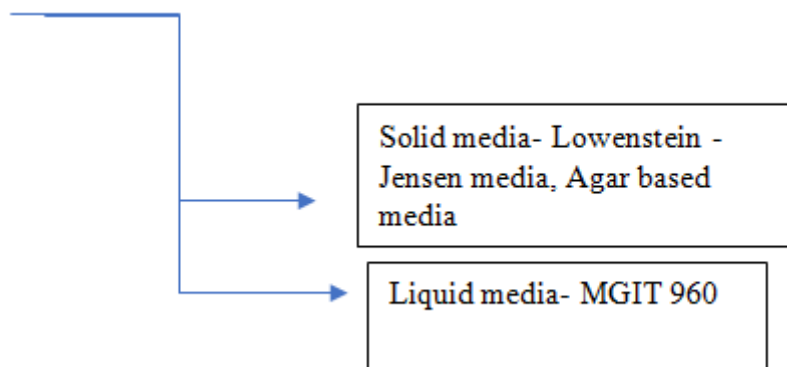 Solid media- Lowenstein -
Jensen media, Agar based
media
Liquid media- MGIT 960